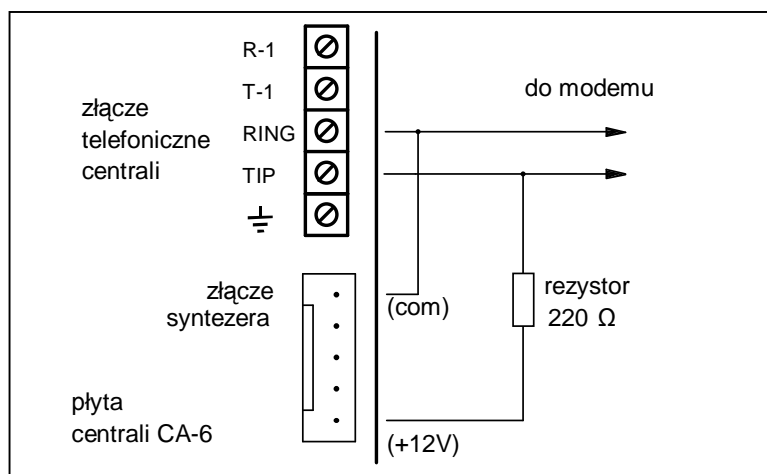 R-1
T-1
RING
TIP
złącze
telefoniczne
centrali
do modemu
złącze
syntezera
(com)
rezystor
220 Ω
płyta
centrali CA-6
(+12V)